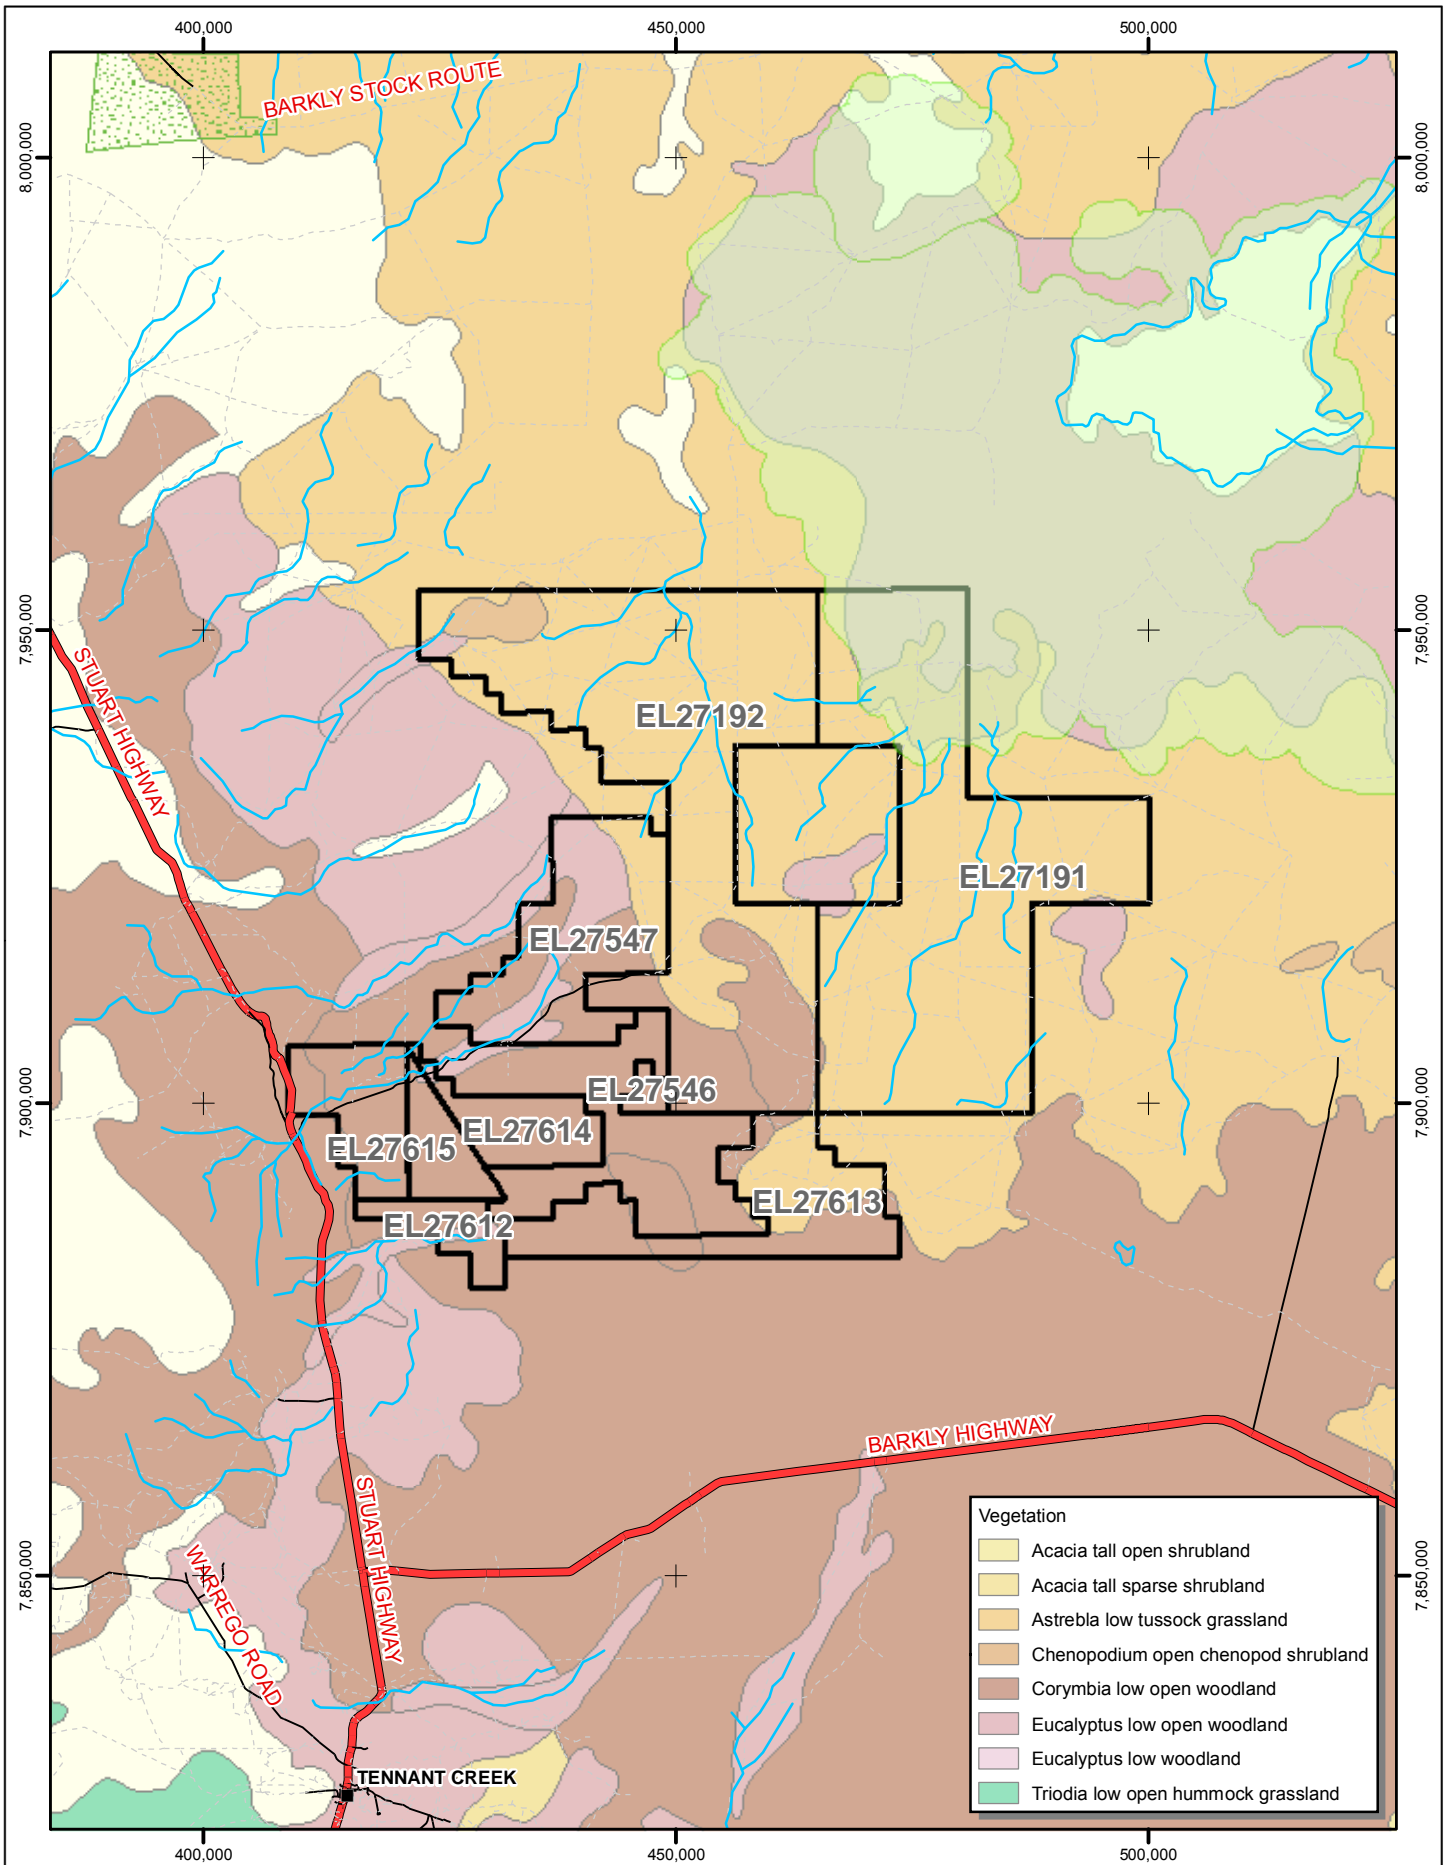 400,000
450,000
500,000
BARKLY STOCK ROUTE
8,000,000
8,000,000
7,950,000
7,950,000
STUART HIGHWAY
EL27192
EL27191
EL27547
EL27546
7,900,000
7,900,000
EL27614
EL27615
EL27613
EL27612
BARKLY HIGHWAY
STUART HIGHWAY
WARREGO ROAD
7,850,000
7,850,000
TENNANT CREEK
Vegetation
Acacia tall open shrubland
Acacia tall sparse shrubland
Astrebla low tussock grassland
Chenopodium open chenopod shrubland
Corymbia low open woodland
Eucalyptus low open woodland
Eucalyptus low woodland
Triodia low open hummock grassland
400,000
450,000
500,000